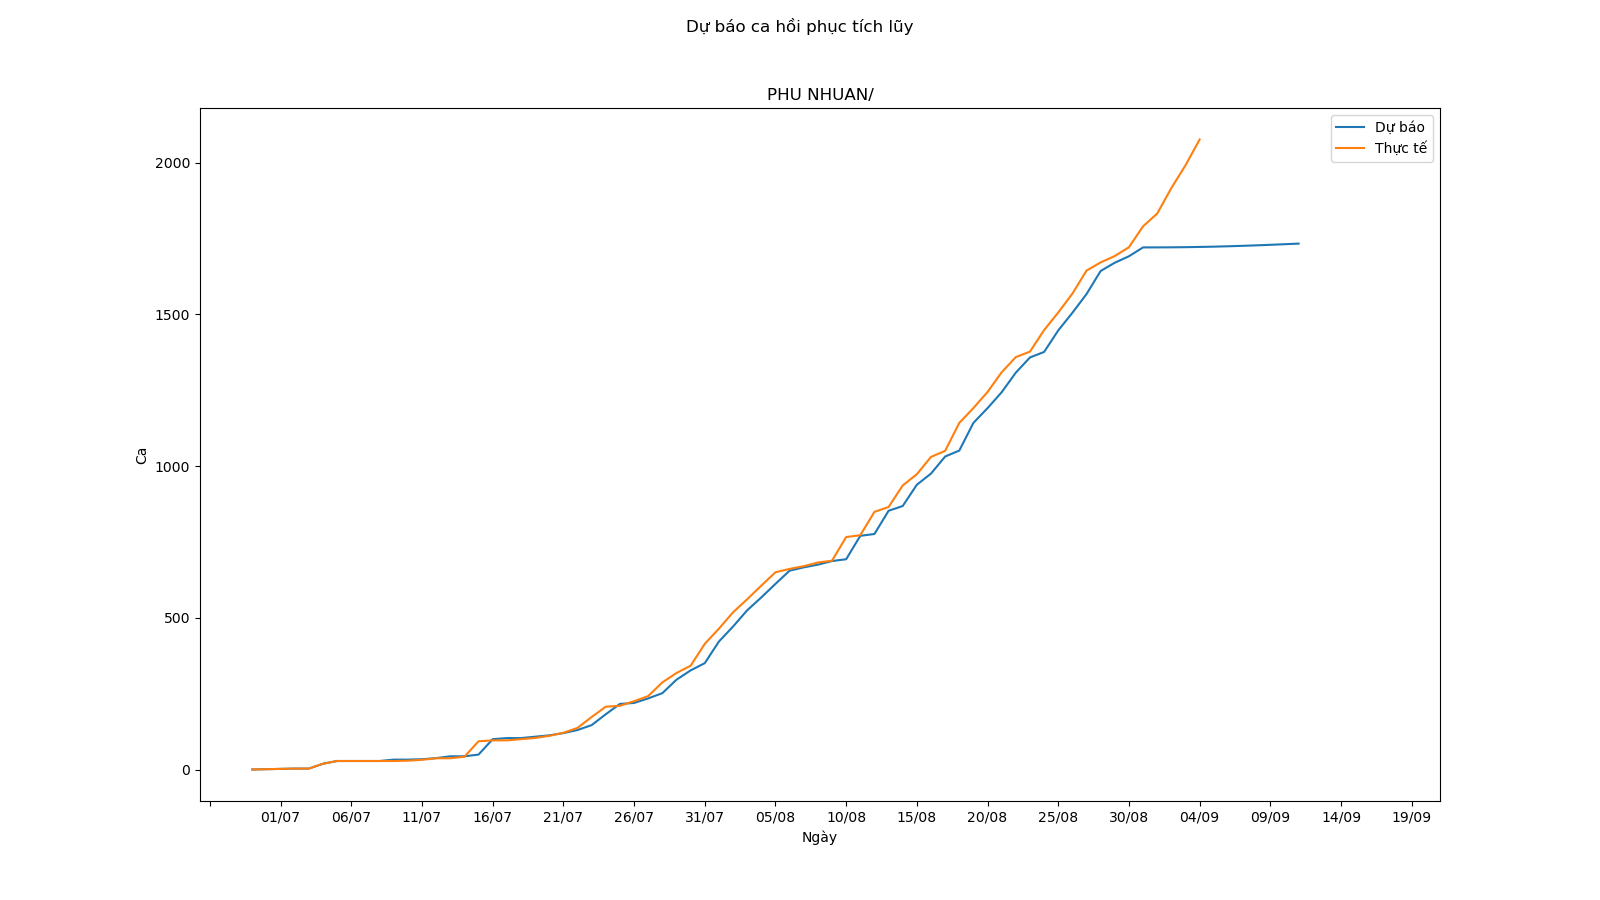 Dự báo ca hồi phục tích lũy
PHU NHUAN/
Dự báo
Thực tế
2000
1500
1000
500
0
Ca
01/07 06/07 11/07 16/07 21/07 26/07 31/07 05/08 10/08 15/08 20/08 25/08 30/08 04/09 09/09 14/09 19/09
Ngày